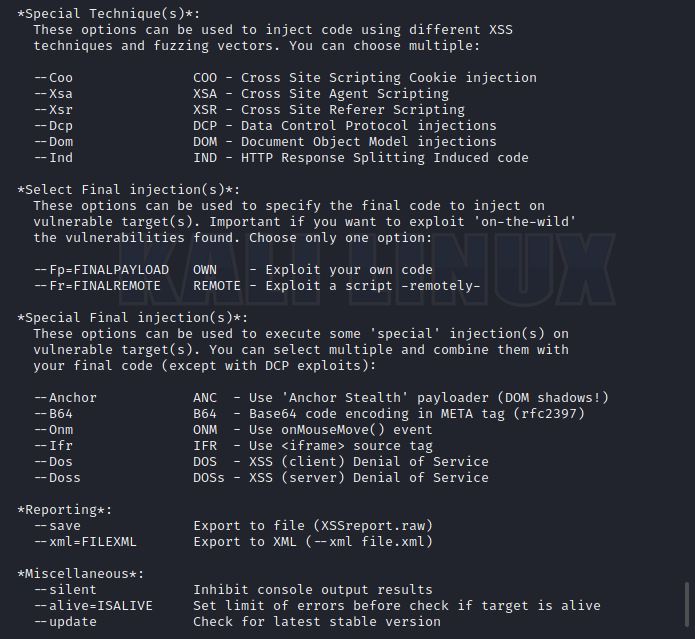 *Special Technique(s)*:
These options can be used to inject code using different XSS
techniques and fuzzing vectors. You can choose multiple:
--Coo COO - Cross Site Scripting Cookie injection
--Xsa XSA - Cross Site Agent Scripting
--Xsr XSR - Cross Site Referer Scripting
--Dcp DCP - Data Control Protocol injections
--Dom DOM - Document Object Model injections
--Ind IND - HTTP Response Splitting Induced code
*Select Final injection(s)*:
These options can be used to specify the final code to inject on
vulnerable target(s). Important if you want to exploit 'on-the-wild'
the vulnerabilities found. Choose only one option:
--Fp=FINALPAYLOAD OWN - Exploit your own code
--Fr=FINALREMOTE REMOTE - Exploit a script -remotely-
KALI LINUX
*Special Final injection(s)*:
These options can be used to execute some 'special' injection(s) on
vulnerable target(s). You can select multiple and combine them with
your final code (except with DCP exploits):
--Anchor ANC - Use 'Anchor Stealth' payloader (DOM shadows!)
--B64 B64 - Base64 code encoding in META tag (rfc2397)
--Onm ONM - Use onMouseMove() event
--Ifr IFR - Use <iframe> source tag
--Dos DOS - XSS (client) Denial of Service
--Doss DOSs - XSS (server) Denial of Service
*Reporting*:
--save Export to file (XSSreport.raw)
--xml=FILEXML Export to XML (--xml file.xml)
*Miscellaneous*:
--silent Inhibit console output results
--alive=ISALIVE Set limit of errors before check if target is alive
--update Check for latest stable version